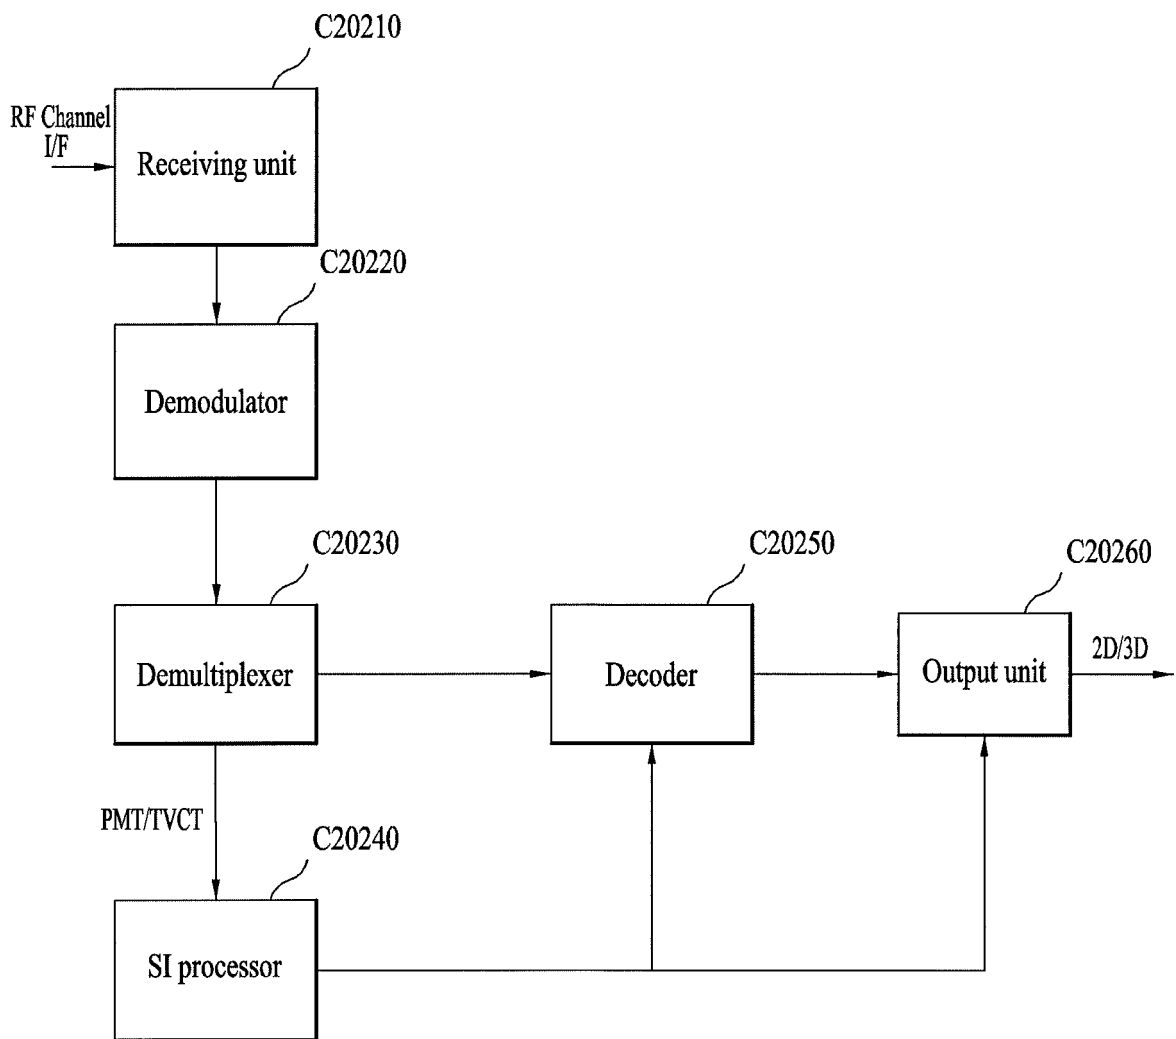 C20210
RF Channel
I/F
Receiving unit
C20220
Demodulator
C20230
C20250
C20260
Demultiplexer
Decoder
Output unit
2D/3D
PMT/TVCT
C20240
SI processor